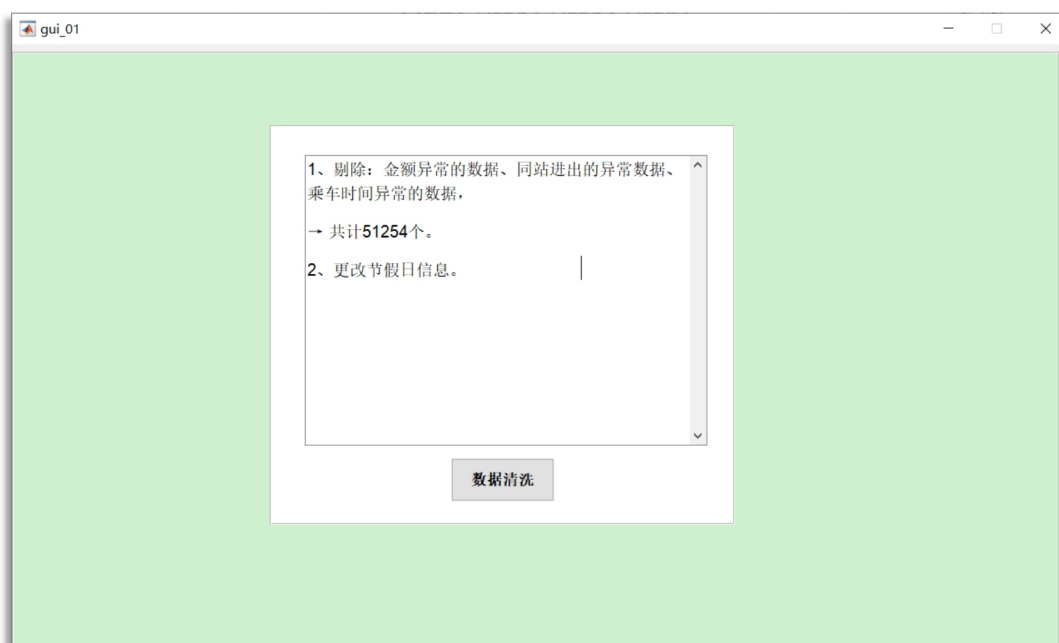 gui_01
1、剔除：金额异常的数据、同站进出的异常数据、
乘车时间异常的数据，
→ 共计51254个。
2、更改节假日信息。
数据清洗